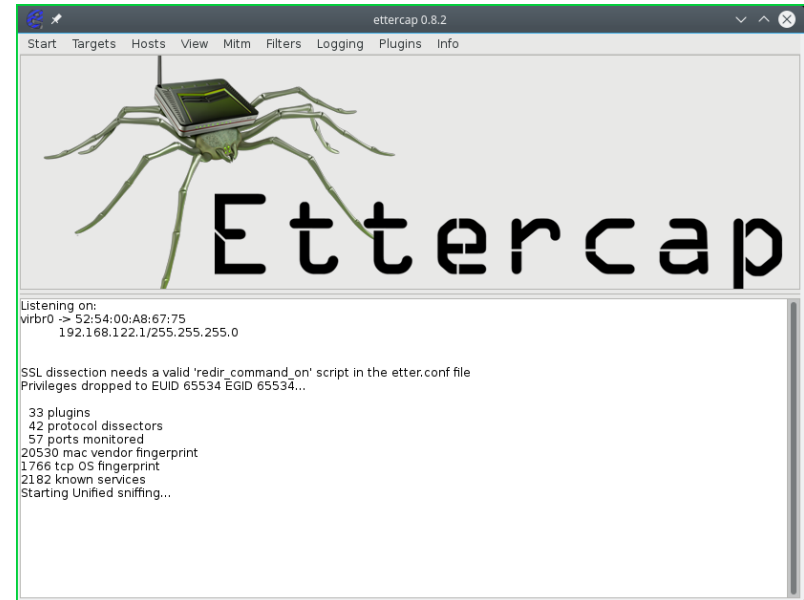 ettercap 0.8.2
Start Targets Hosts View Mitm Filters Logging Plugins Info
Ettercap
Listening on:
virbr0 -> 52:54:00:A8:67:75
192.168.122.1/255.255.255.0
SSL dissection needs a valid 'redir_command_on' script in the etter.conf file
Privileges dropped to EUID 65534 EGID 65534...
33 plugins
42 protocol dissectors
57 ports monitored
20530 mac vendor fingerprint
1766 tcp OS fingerprint
2182 known services
Starting Unified sniffing...